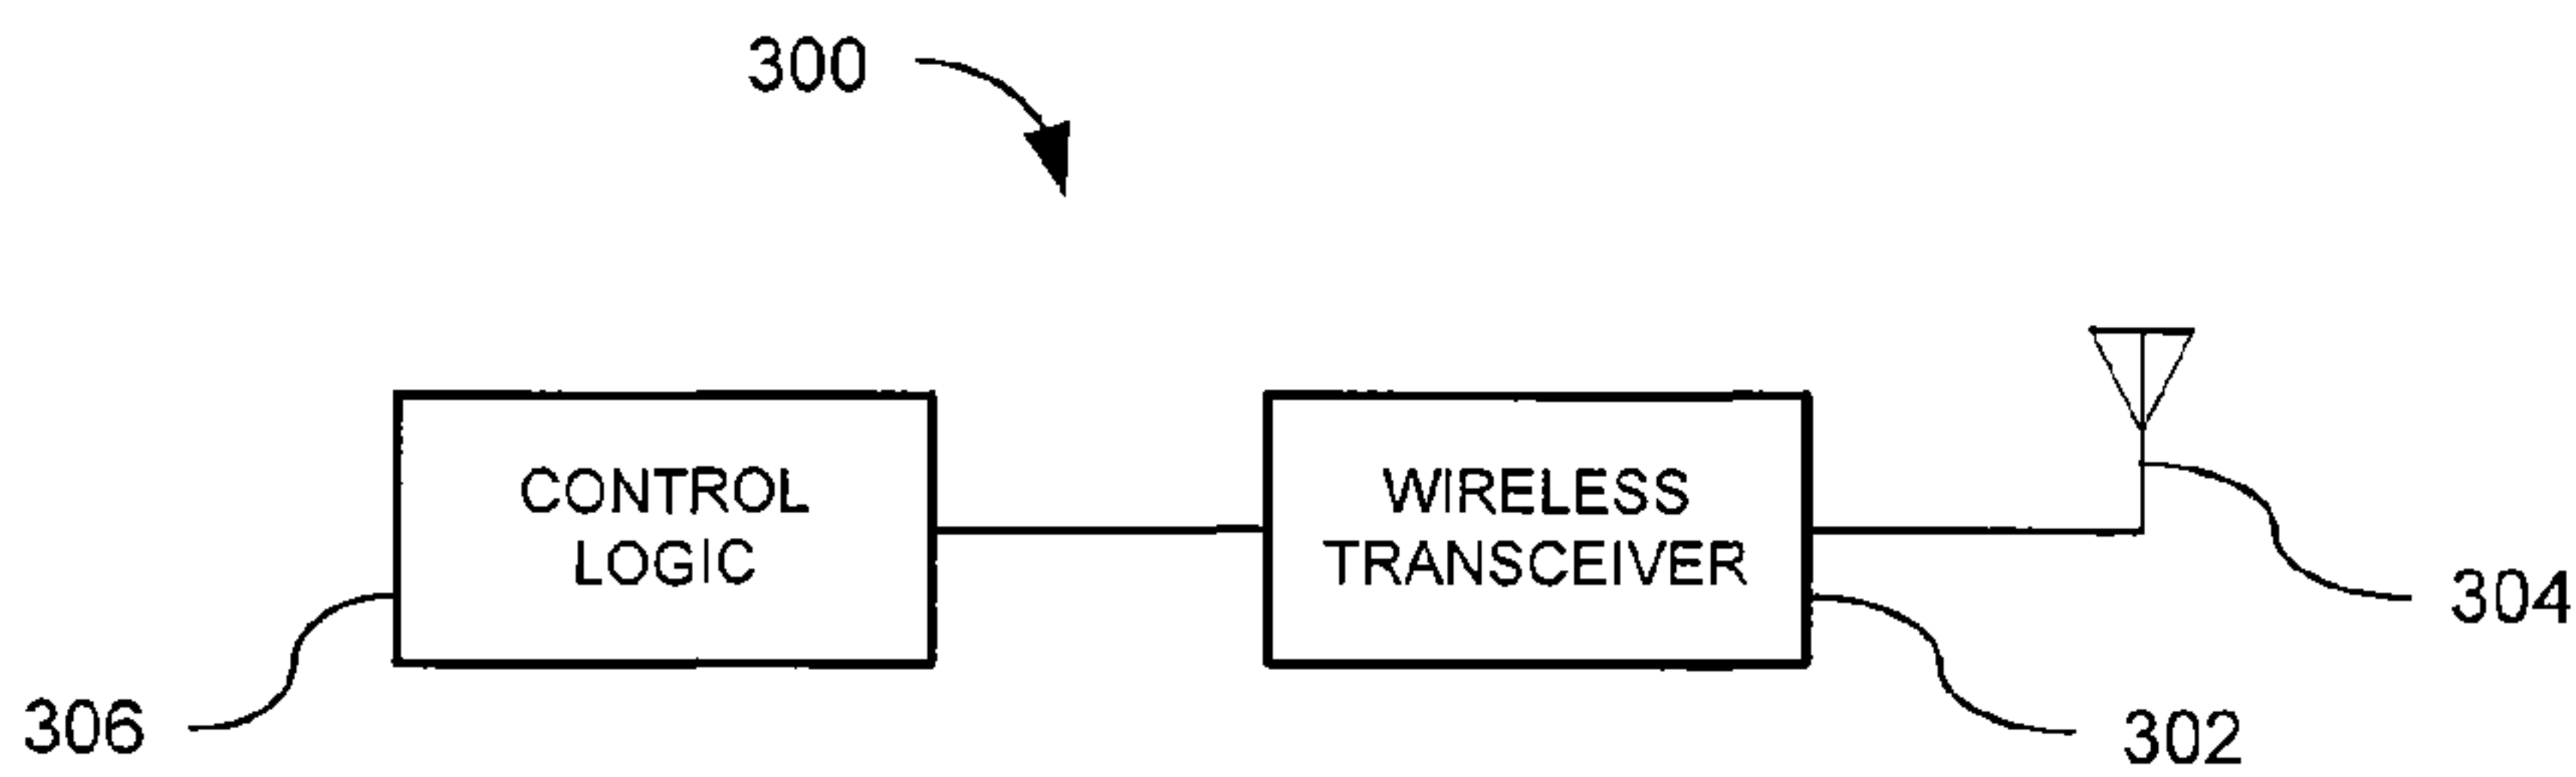 300
CONTROL
LOGIC
WIRELESS
TRANSCEIVER
304
306
302